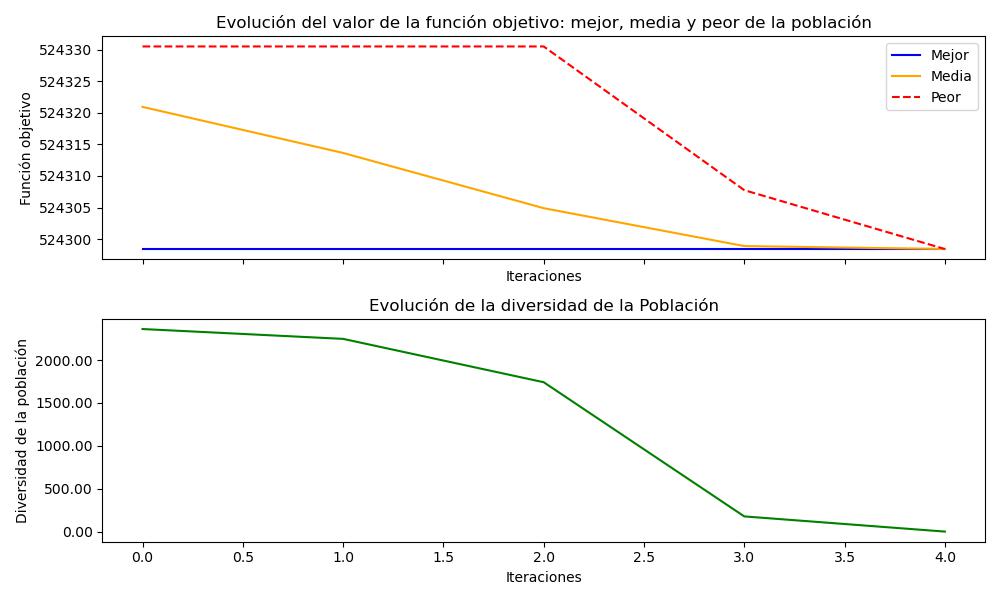 Evolución del valor de la función objetivo: mejor, media y peor de la población
Función objetivo
524330
524325
524320
524315
524310
524305
524300
Mejor
Media
Peor
Iteraciones
Evolución de la diversidad de la Población
Diversidad de la población
2000.00
1500.00
1000.00
500.00
0.00
0.0 0.5 1.0 1.5 2.0 2.5 3.0 3.5 4.0
Iteraciones